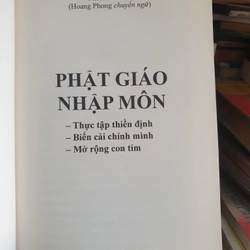 (Hoang Phong chuyển ngữ)
PHẬT GIÁO
NHẬP MÔN
– Thực tập thiền định
– Biến cải chính mình
– Mở rộng con tim